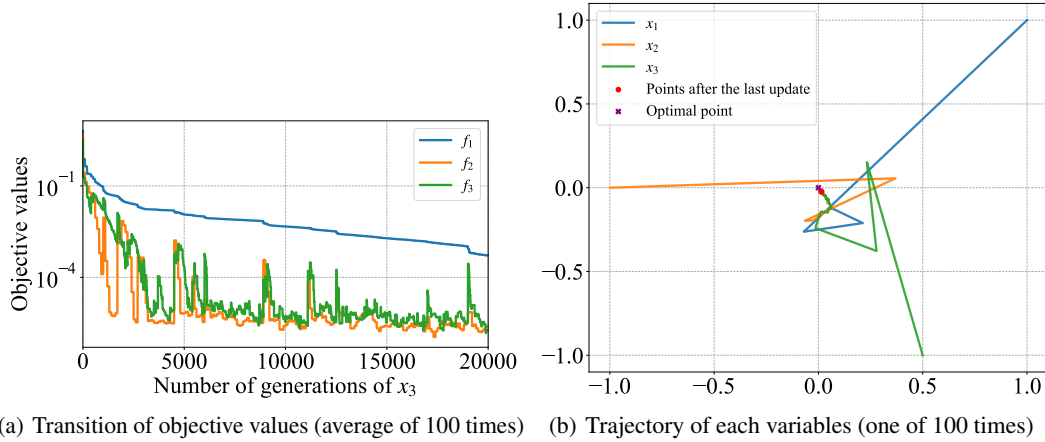 Objective values
10⁻¹
10⁻⁴
f₁
f₂
f₃
0 5000 10000 15000 20000
Number of generations of x₃
(a) Transition of objective values (average of 100 times)
1.0
0.5
0.0
−0.5
−1.0
x₁
x₂
x₃
Points after the last update
Optimal point
−1.0 −0.5 0.0 0.5 1.0
(b) Trajectory of each variables (one of 100 times)